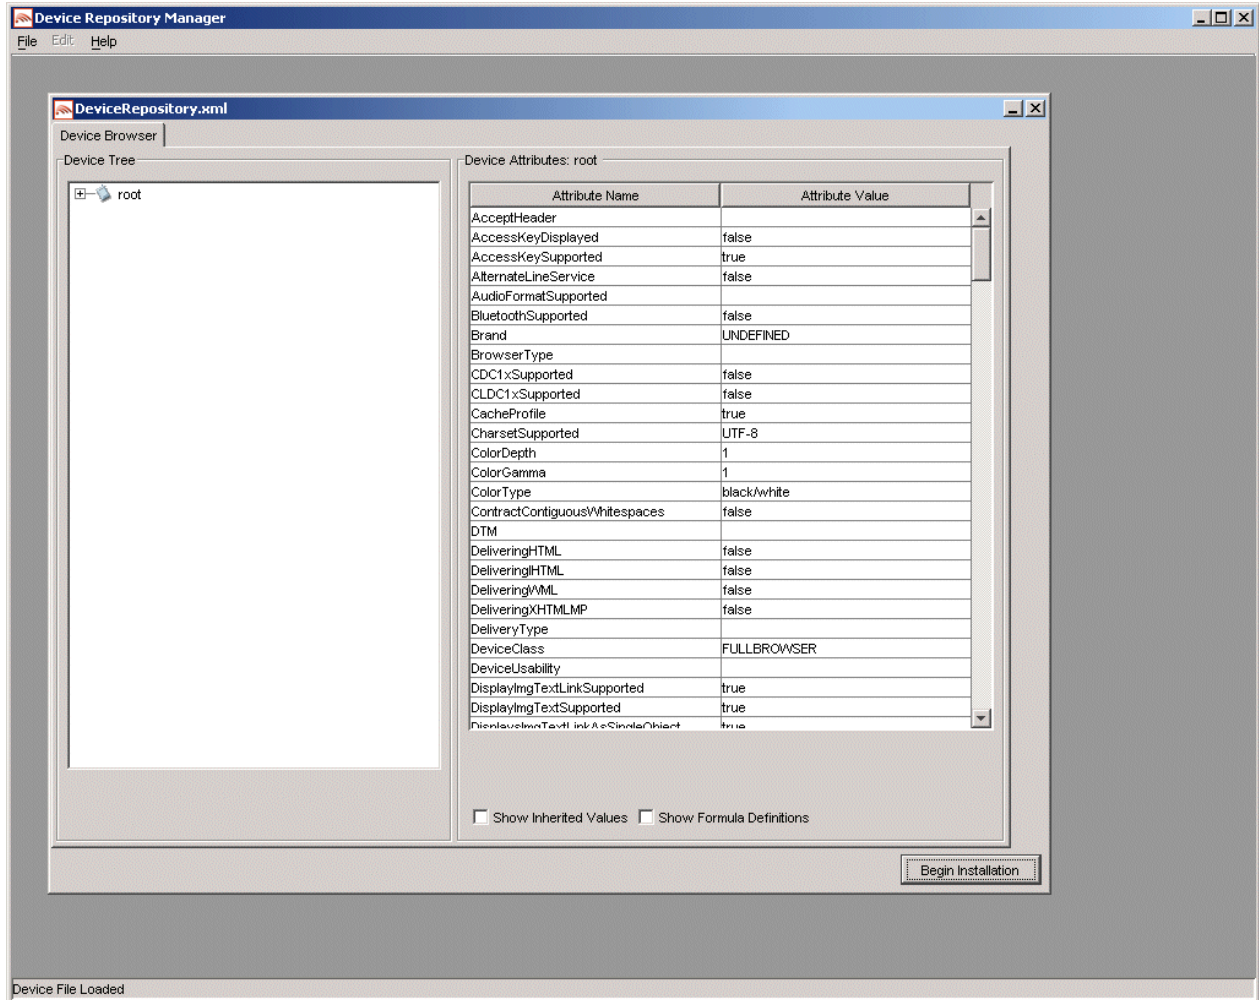 Device Repository Manager
File Edit Help
DeviceRepository.xml
Device Browser
Device Tree
root
Device Attributes: root
Attribute Name Attribute Value
AcceptHeader
AccessKeyDisplayed false
AccessKeySupported true
AlternateLineService false
AudioFormatSupported
BluetoothSupported false
Brand UNDEFINED
BrowserType
CDC1xSupported false
CLDC1xSupported false
CacheProfile true
CharsetSupported UTF-8
ColorDepth 1
ColorGamma 1
ColorType black/white
ContractContiguousWhitespaces false
DTM
DeliveringHTML false
DeliveringIHTML false
DeliveringWML false
DeliveringXHTMLMP false
DeliveryType
DeviceClass FULLBROWSER
DeviceUsability
DisplayImgTextLinkSupported true
DisplayImgTextSupported true
DisplaysImgTextLinkAsSingleObject true
Show Inherited Values Show Formula Definitions
Begin Installation
Device File Loaded